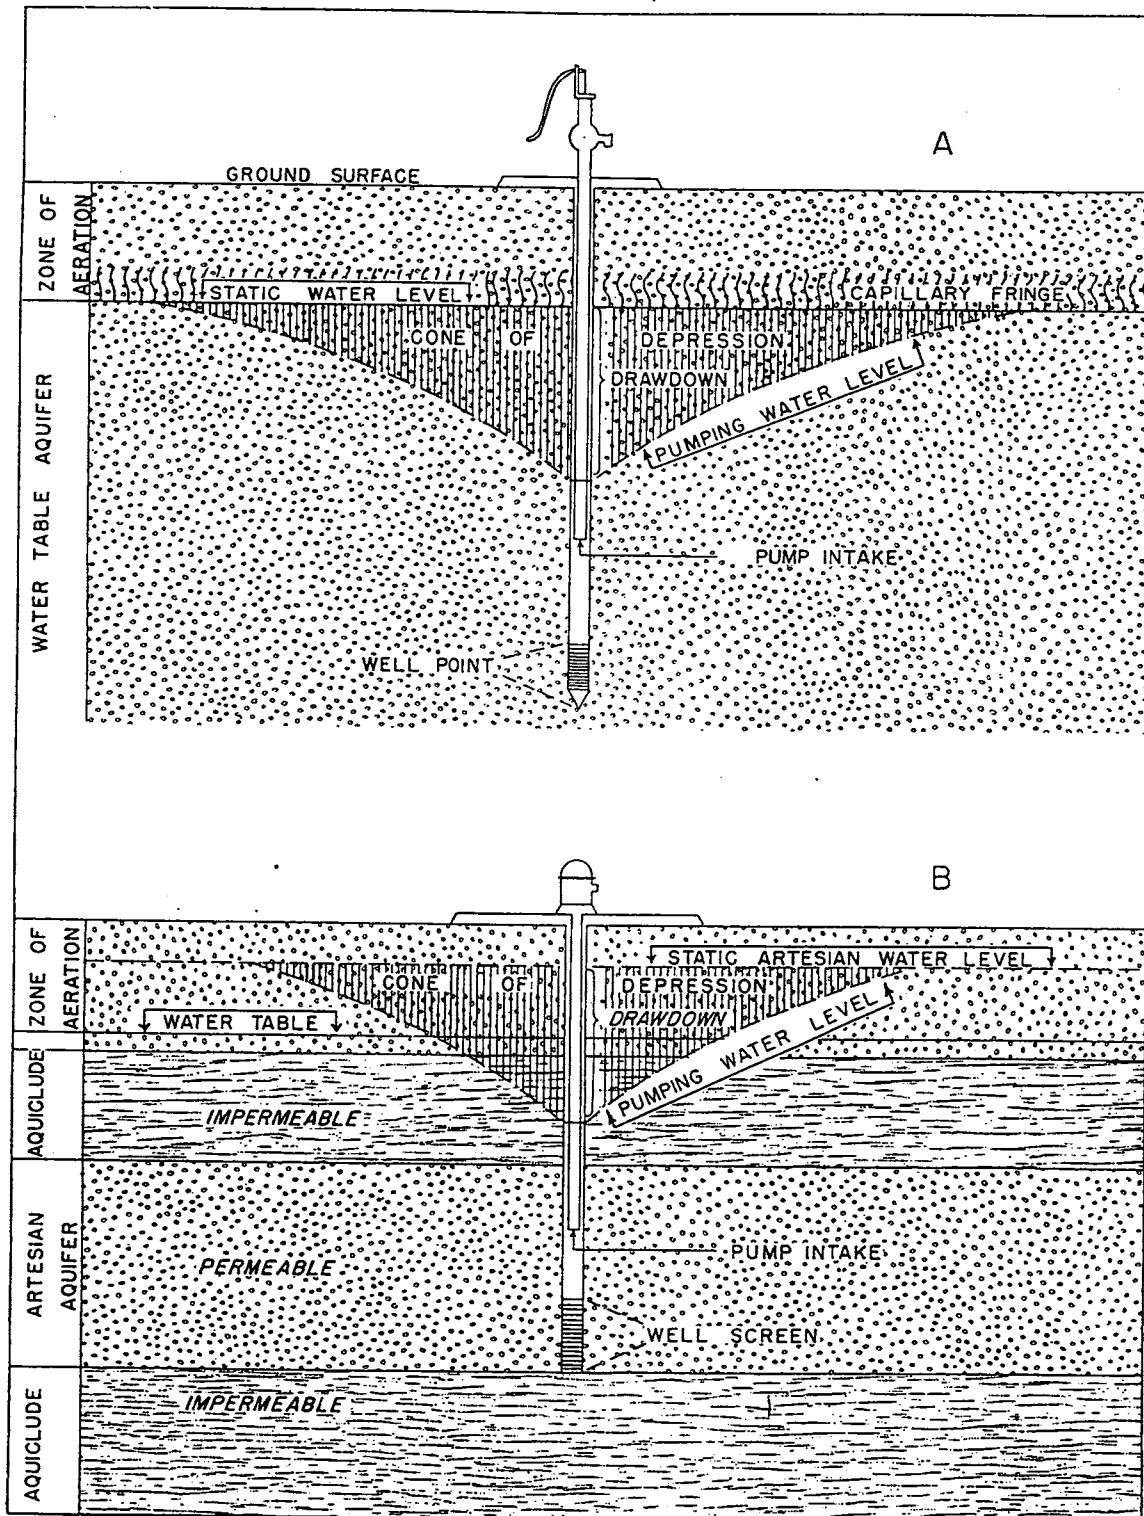 A
GROUND SURFACE
ZONE OF
AERATION
STATIC WATER LEVEL
CAPILLARY FRINGE
CONE OF DEPRESSION
DRAWDOWN
PUMPING WATER LEVEL
WATER TABLE AQUIFER
PUMP INTAKE
WELL POINT
B
ZONE OF
AERATION
STATIC ARTESIAN WATER LEVEL
CONE OF DEPRESSION
DRAWDOWN
WATER TABLE
PUMPING WATER LEVEL
AQUICLUDE
IMPERMEABLE
ARTESIAN
AQUIFER
PERMEABLE
PUMP INTAKE
WELL SCREEN
AQUICLUDE
IMPERMEABLE